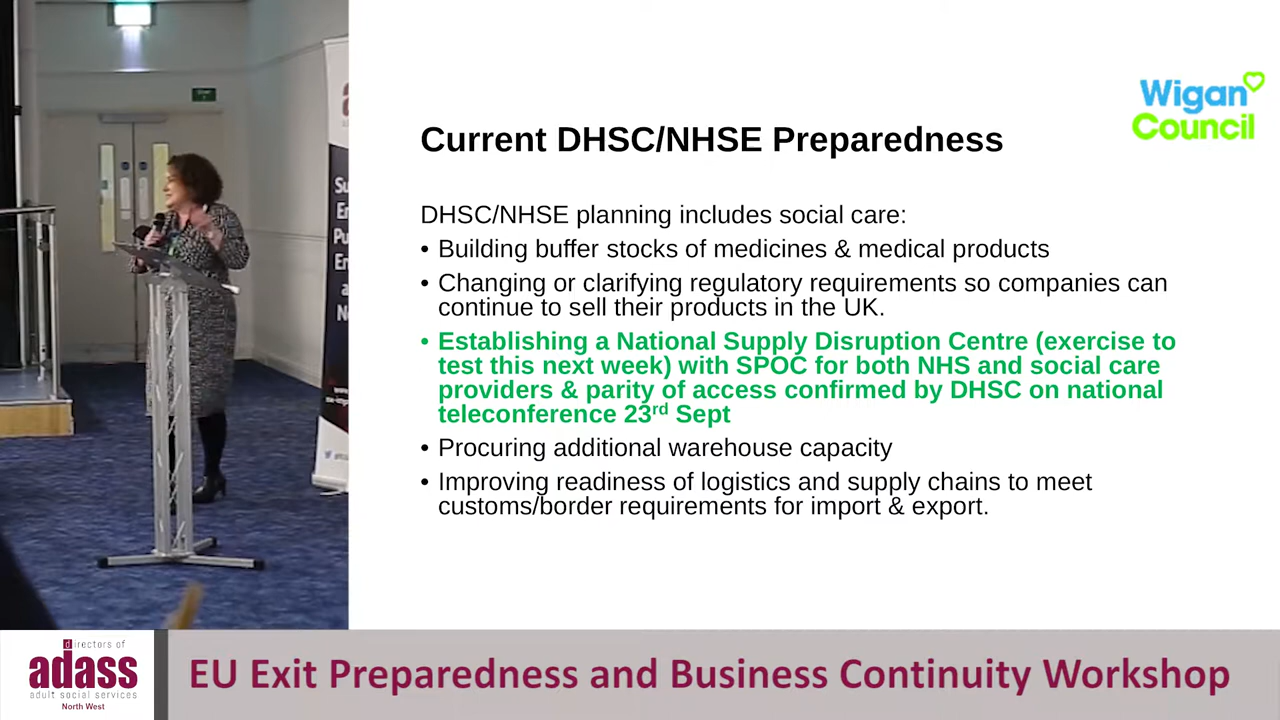 Wigan
Council
Current DHSC/NHSE Preparedness
DHSC/NHSE planning includes social care:
• Building buffer stocks of medicines & medical products
• Changing or clarifying regulatory requirements so companies can
continue to sell their products in the UK.
• Establishing a National Supply Disruption Centre (exercise to
test this next week) with SPOC for both NHS and social care
providers & parity of access confirmed by DHSC on national
teleconference 23rd Sept
• Procuring additional warehouse capacity
• Improving readiness of logistics and supply chains to meet
customs/border requirements for import & export.
directors of
adass
adult social services
North West
EU Exit Preparedness and Business Continuity Workshop